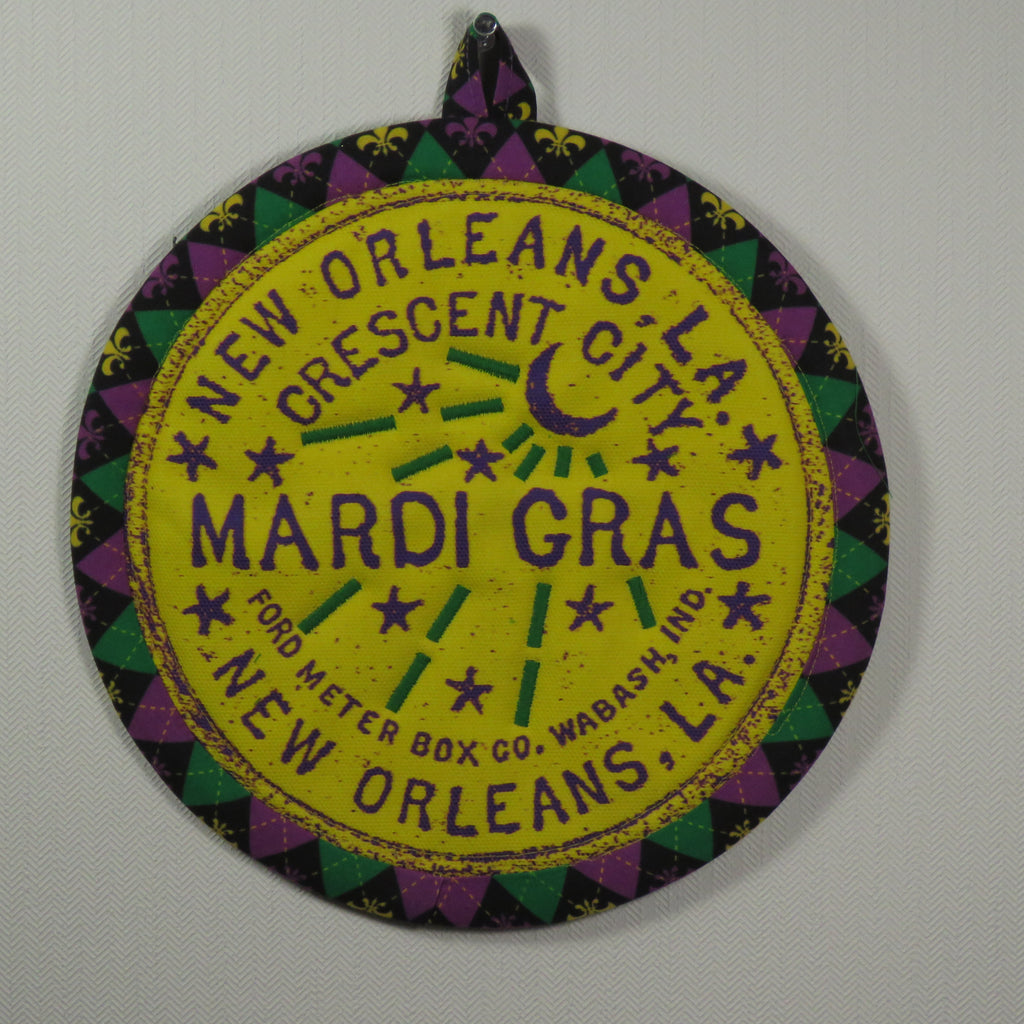 NEW ORLEANS, LA.
CRESCENT CITY
MARDI GRAS
FORD METER BOX CO. WABASH, IND.
NEW ORLEANS, LA.